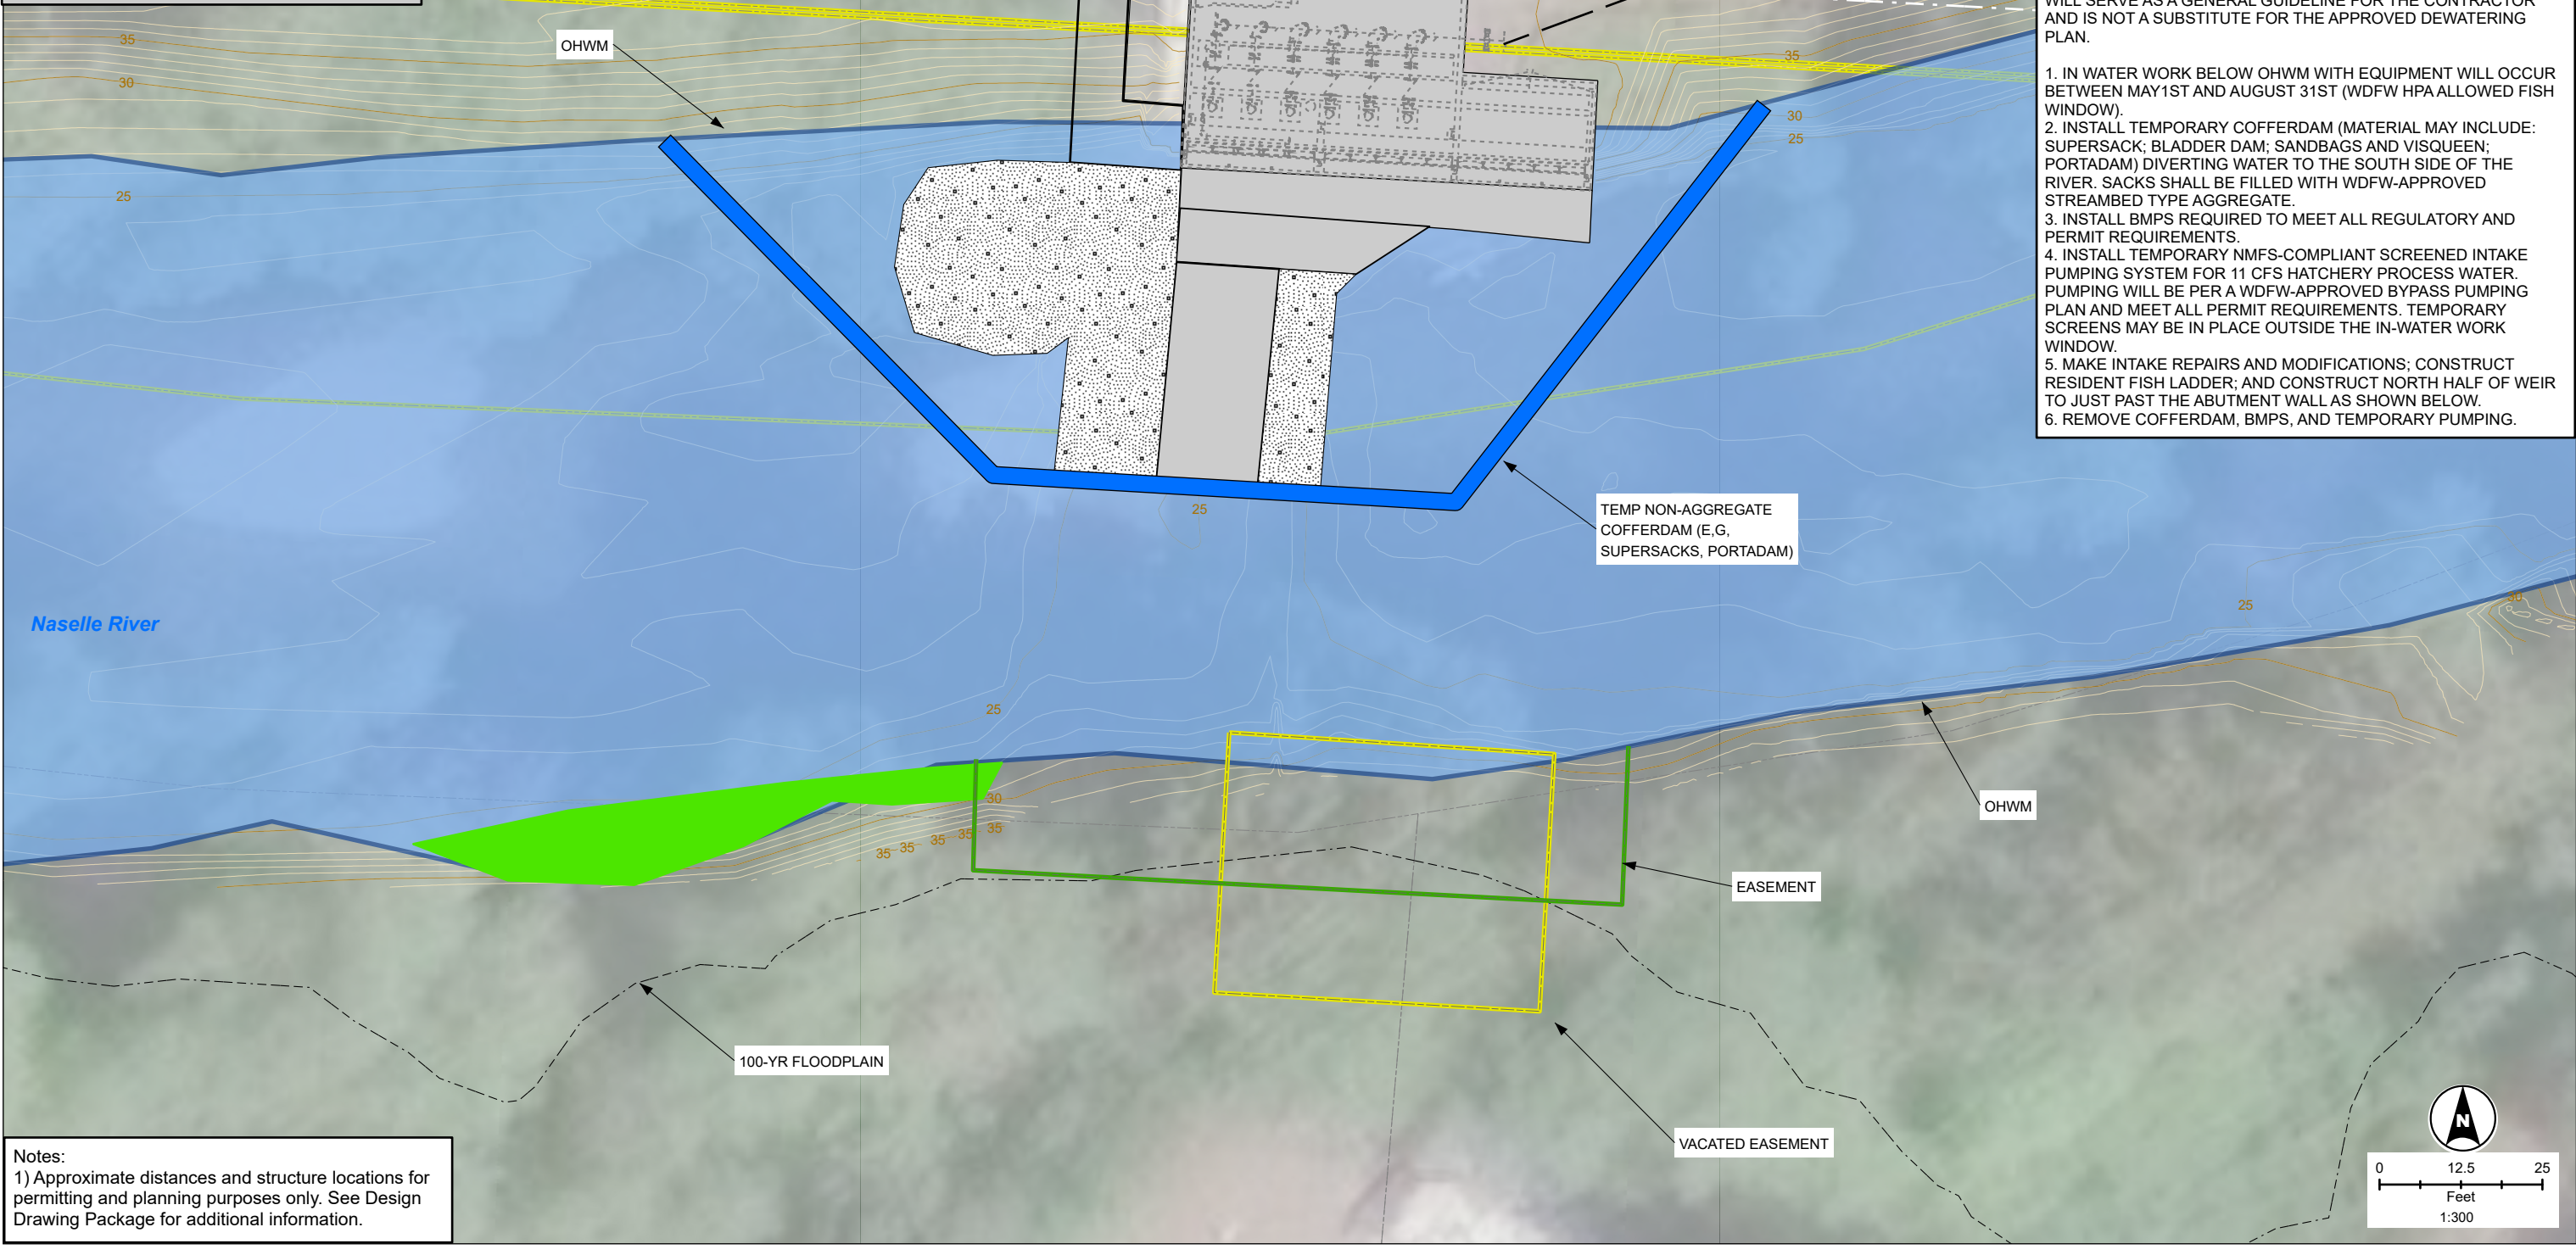 WILL SERVE AS A GENERAL GUIDELINE FOR THE CONTRACTOR
AND IS NOT A SUBSTITUTE FOR THE APPROVED DEWATERING
PLAN.
1. IN WATER WORK BELOW OHWM WITH EQUIPMENT WILL OCCUR
BETWEEN MAY1ST AND AUGUST 31ST (WDFW HPA ALLOWED FISH
WINDOW).
2. INSTALL TEMPORARY COFFERDAM (MATERIAL MAY INCLUDE:
SUPERSACK; BLADDER DAM; SANDBAGS AND VISQUEEN;
PORTADAM) DIVERTING WATER TO THE SOUTH SIDE OF THE
RIVER. SACKS SHALL BE FILLED WITH WDFW-APPROVED
STREAMBED TYPE AGGREGATE.
3. INSTALL BMPS REQUIRED TO MEET ALL REGULATORY AND
PERMIT REQUIREMENTS.
4. INSTALL TEMPORARY NMFS-COMPLIANT SCREENED INTAKE
PUMPING SYSTEM FOR 11 CFS HATCHERY PROCESS WATER.
PUMPING WILL BE PER A WDFW-APPROVED BYPASS PUMPING
PLAN AND MEET ALL PERMIT REQUIREMENTS. TEMPORARY
SCREENS MAY BE IN PLACE OUTSIDE THE IN-WATER WORK
WINDOW.
5. MAKE INTAKE REPAIRS AND MODIFICATIONS; CONSTRUCT
RESIDENT FISH LADDER; AND CONSTRUCT NORTH HALF OF WEIR
TO JUST PAST THE ABUTMENT WALL AS SHOWN BELOW.
6. REMOVE COFFERDAM, BMPS, AND TEMPORARY PUMPING.
35
OHWM
35
30
30
25
25
25
TEMP NON-AGGREGATE
COFFERDAM (E,G,
SUPERSACKS, PORTADAM)
Naselle River
25
30
25
30
35
35
35
35
OHWM
EASEMENT
100-YR FLOODPLAIN
VACATED EASEMENT
Notes:
1) Approximate distances and structure locations for
permitting and planning purposes only. See Design
Drawing Package for additional information.
N
0 12.5 25
Feet
1:300